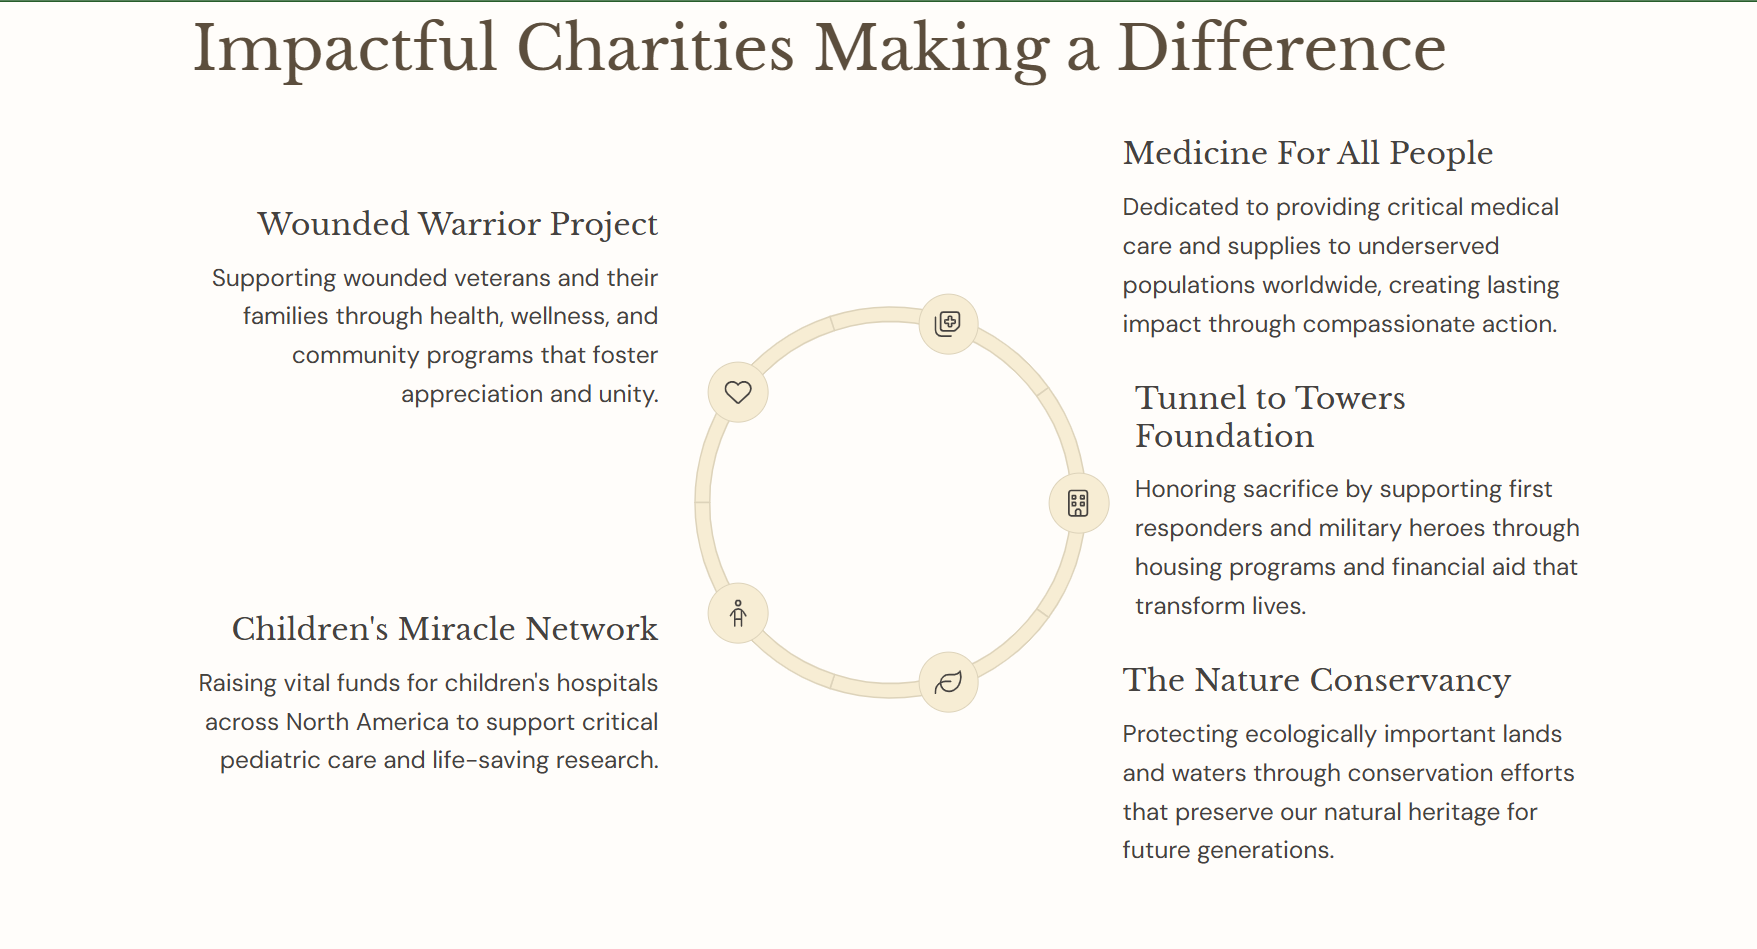 Impactful Charities Making a Difference
Wounded Warrior Project
Supporting wounded veterans and their
families through health, wellness, and
community programs that foster
appreciation and unity.
Children's Miracle Network
Raising vital funds for children's hospitals
across North America to support critical
pediatric care and life-saving research.
Medicine For All People
Dedicated to providing critical medical
care and supplies to underserved
populations worldwide, creating lasting
impact through compassionate action.
Tunnel to Towers
Foundation
Honoring sacrifice by supporting first
responders and military heroes through
housing programs and financial aid that
transform lives.
The Nature Conservancy
Protecting ecologically important lands
and waters through conservation efforts
that preserve our natural heritage for
future generations.